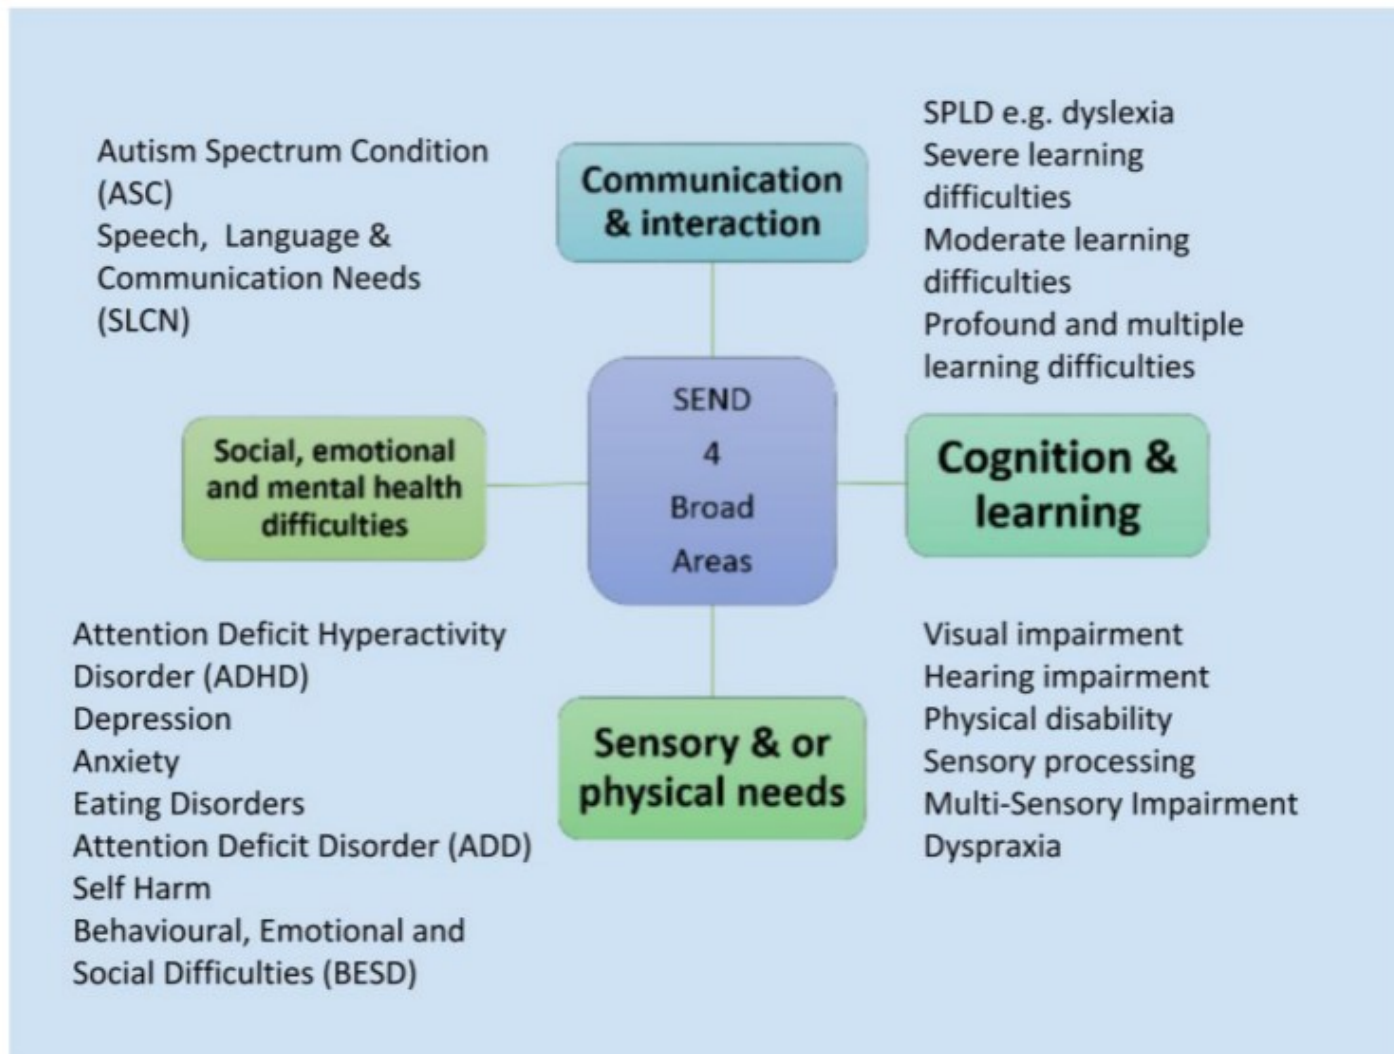 Autism Spectrum Condition
(ASC)
Speech, Language &
Communication Needs
(SLCN)
Communication
& interaction
SPLD e.g. dyslexia
Severe learning
difficulties
Moderate learning
difficulties
Profound and multiple
learning difficulties
Social, emotional
and mental health
difficulties
SEND
4
Broad
Areas
Cognition &
learning
Attention Deficit Hyperactivity
Disorder (ADHD)
Depression
Anxiety
Eating Disorders
Attention Deficit Disorder (ADD)
Self Harm
Behavioural, Emotional and
Social Difficulties (BESD)
Sensory & or
physical needs
Visual impairment
Hearing impairment
Physical disability
Sensory processing
Multi-Sensory Impairment
Dyspraxia